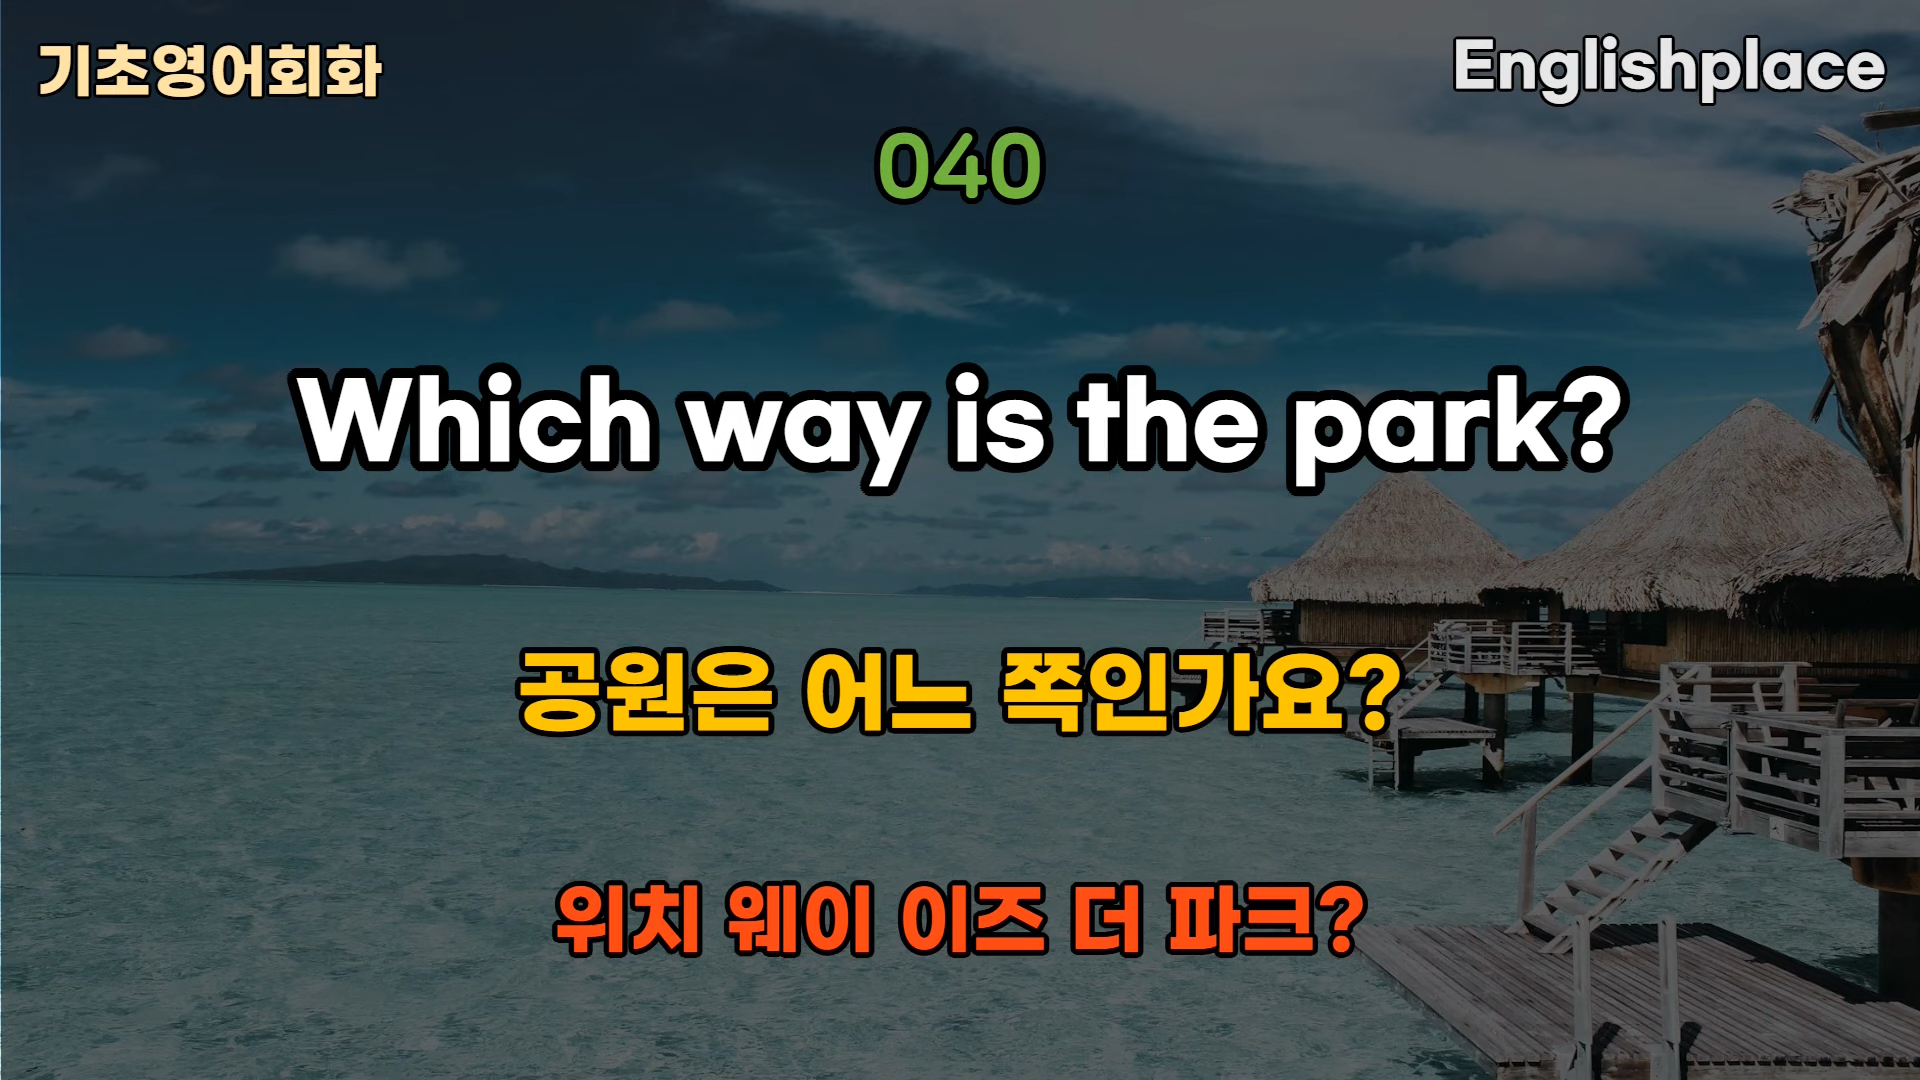 기초영어회화
Englishplace
040
Which way is the park?
공원은 어느 쪽인가요?
위치 웨이 이즈 더 파크?